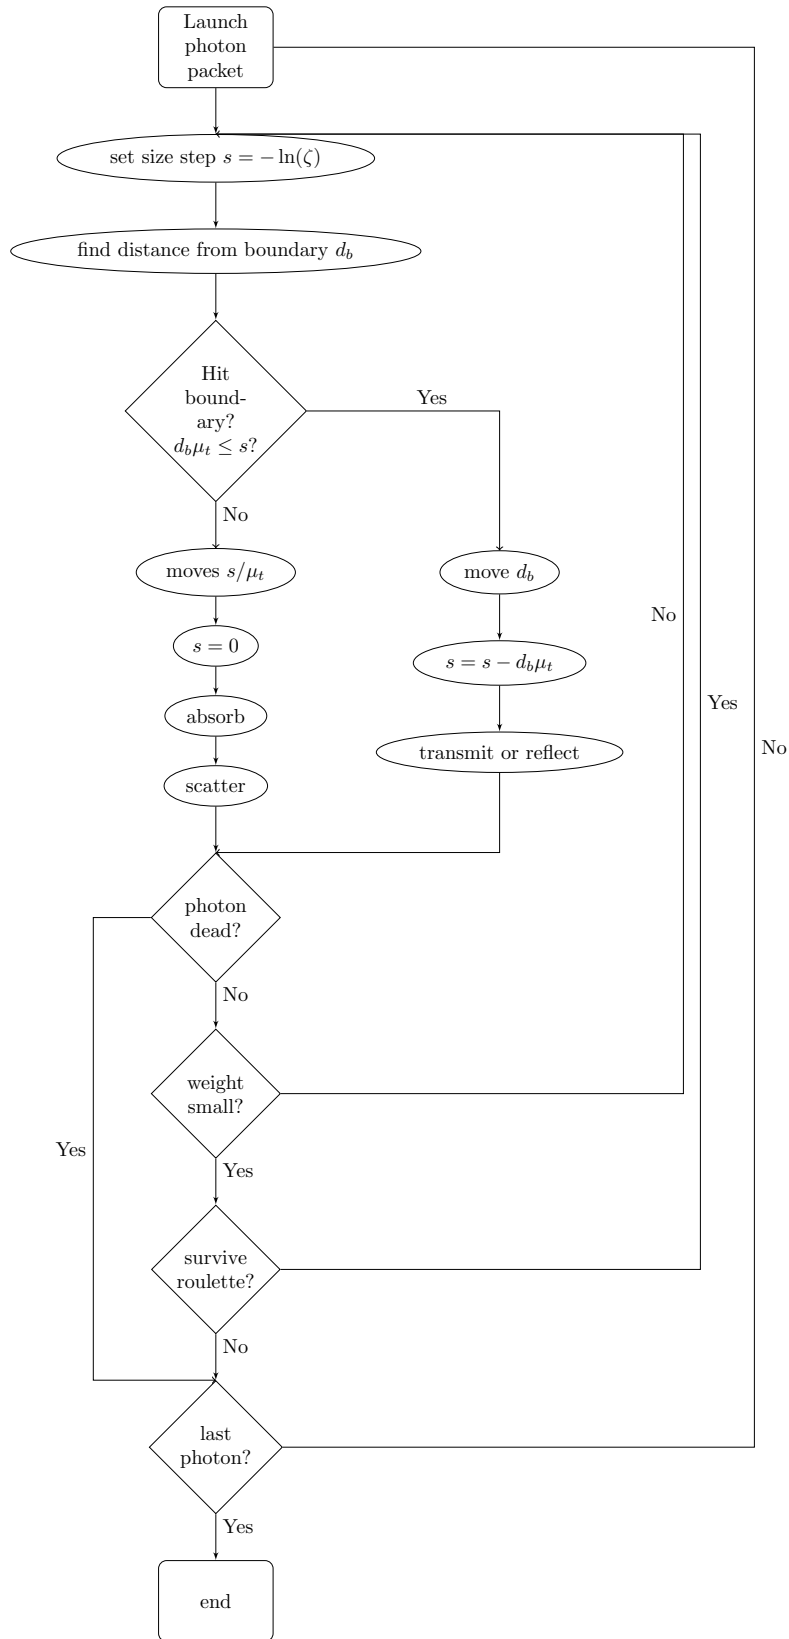 Launch
photon
packet
set size step s = − ln(ζ)
find distance from boundary d_b
Hit
bound-
ary?
d_bμ_t ≤ s?
Yes
No
moves s/μ_t
move d_b
No
s = 0
s = s − d_bμ_t
absorb
Yes
transmit or reflect
No
scatter
photon
dead?
No
weight
small?
Yes
Yes
survive
roulette?
No
last
photon?
Yes
end